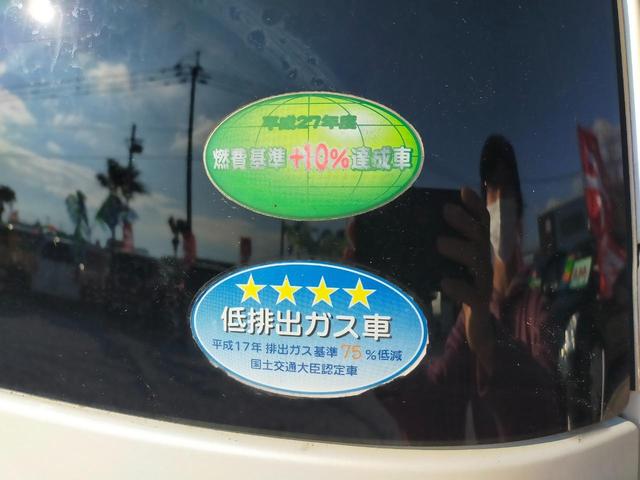 平成27年度
燃費基準+10%達成車
低排出ガス車
平成17年 排出ガス基準75%低減
国土交通大臣認定車